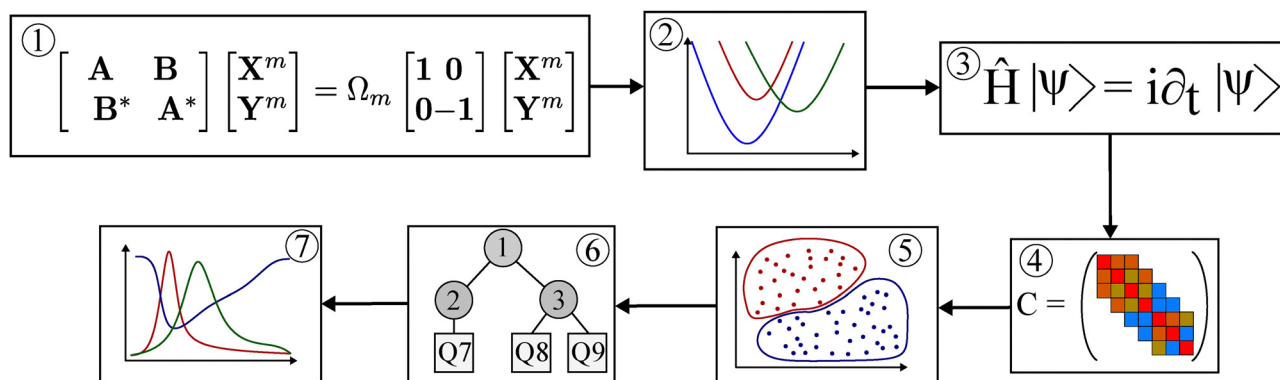 ①
[ A B ] [ X^m ] = Ω_m [ 1 0 ] [ X^m ]
[ B* A* ] [ Y^m ] [ 0−1 ] [ Y^m ]
②
③ Ĥ|Ψ> = i∂_t |Ψ>
④
C =
⑤
⑥
1
2 3
Q7 Q8 Q9
⑦